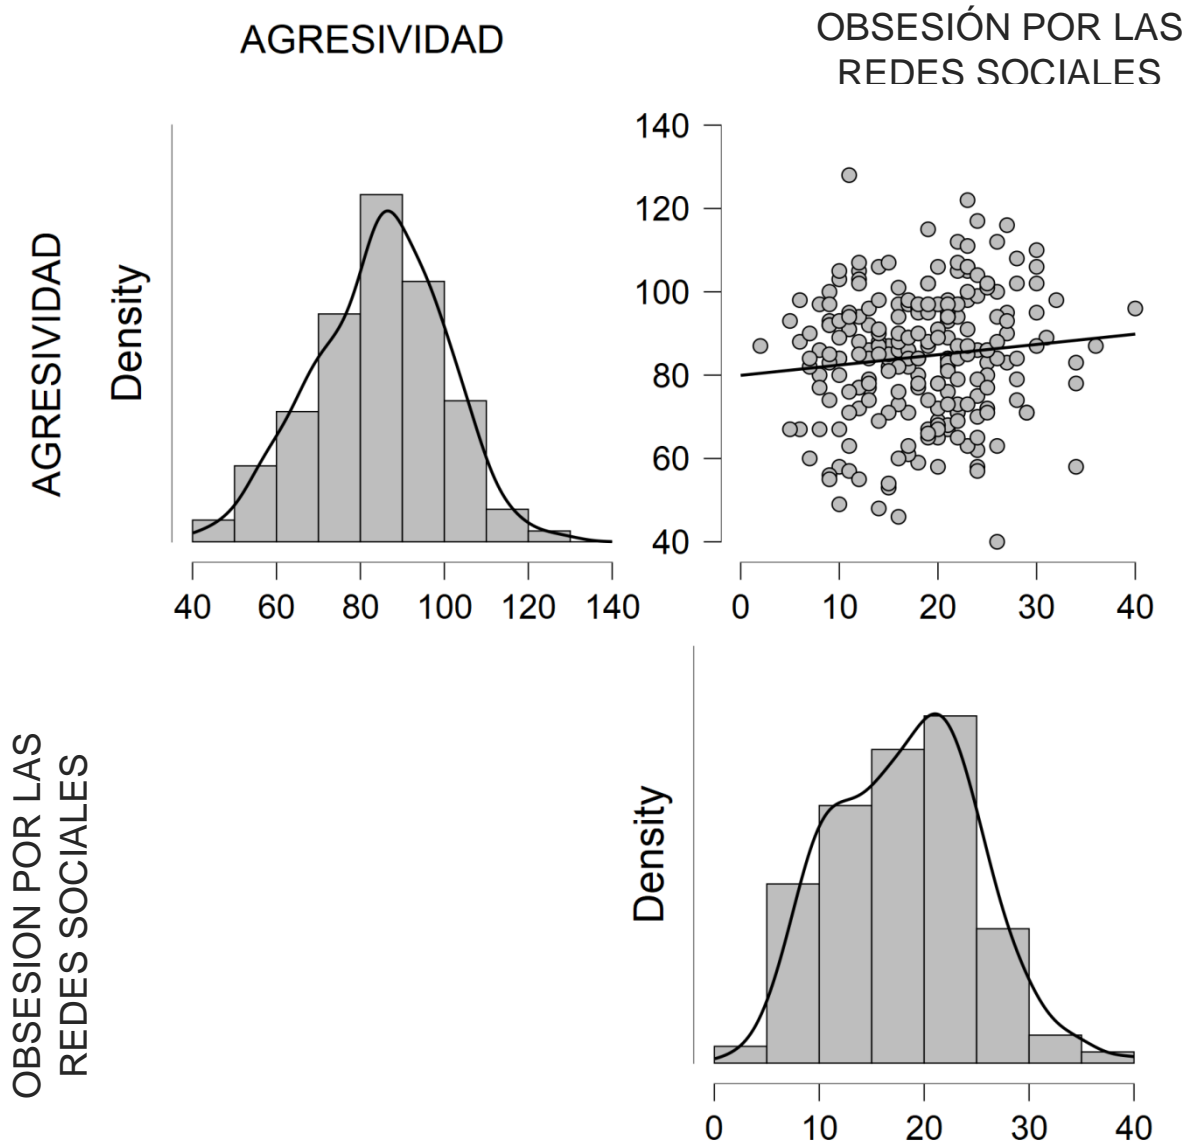 AGRESIVIDAD
OBSESIÓN POR LAS
REDES SOCIALES
AGRESIVIDAD
Density
140
120
100
80
60
40
40 60 80 100 120 140
0 10 20 30 40
OBSESION POR LAS
REDES SOCIALES
Density
0 10 20 30 40